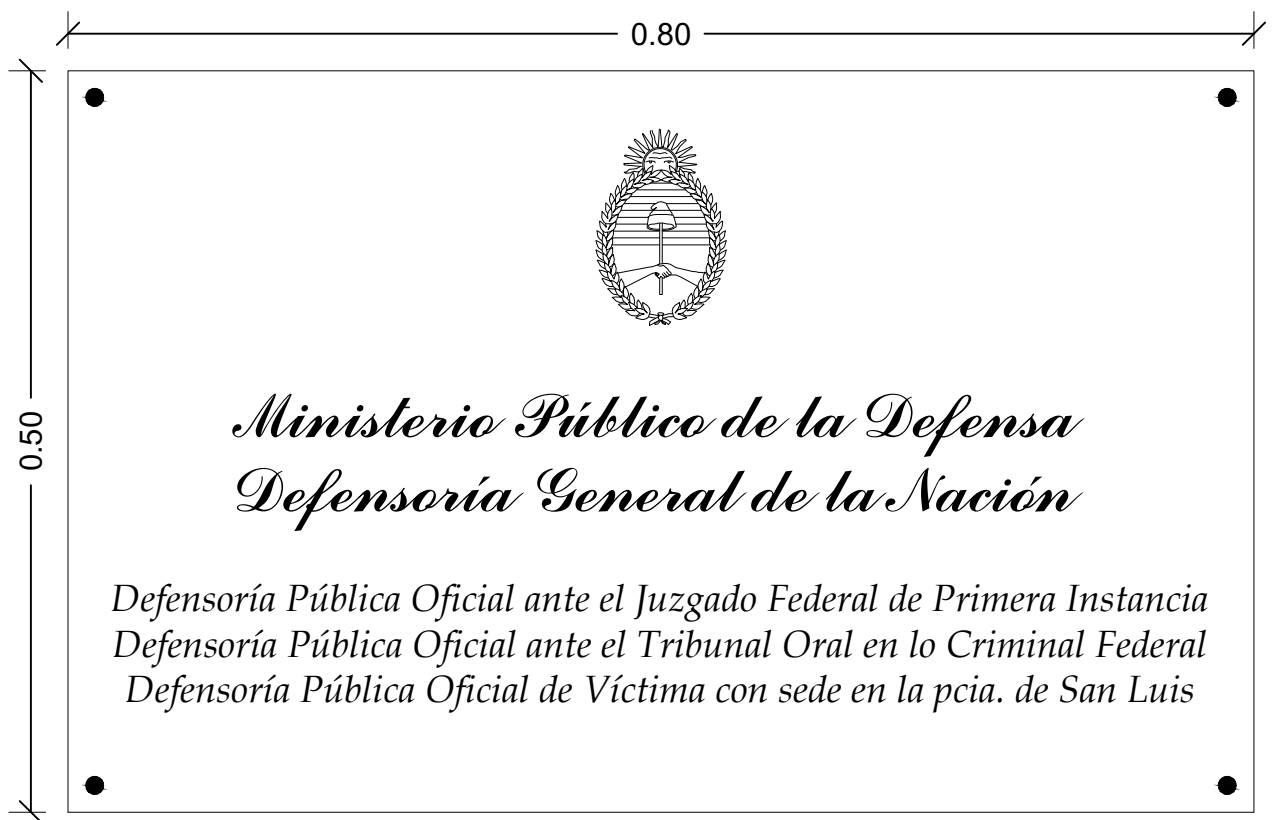 0.80
0.50
Ministerio Público de la Defensa
Defensoría General de la Nación
Defensoría Pública Oficial ante el Juzgado Federal de Primera Instancia
Defensoría Pública Oficial ante el Tribunal Oral en lo Criminal Federal
Defensoría Pública Oficial de Víctima con sede en la pcia. de San Luis